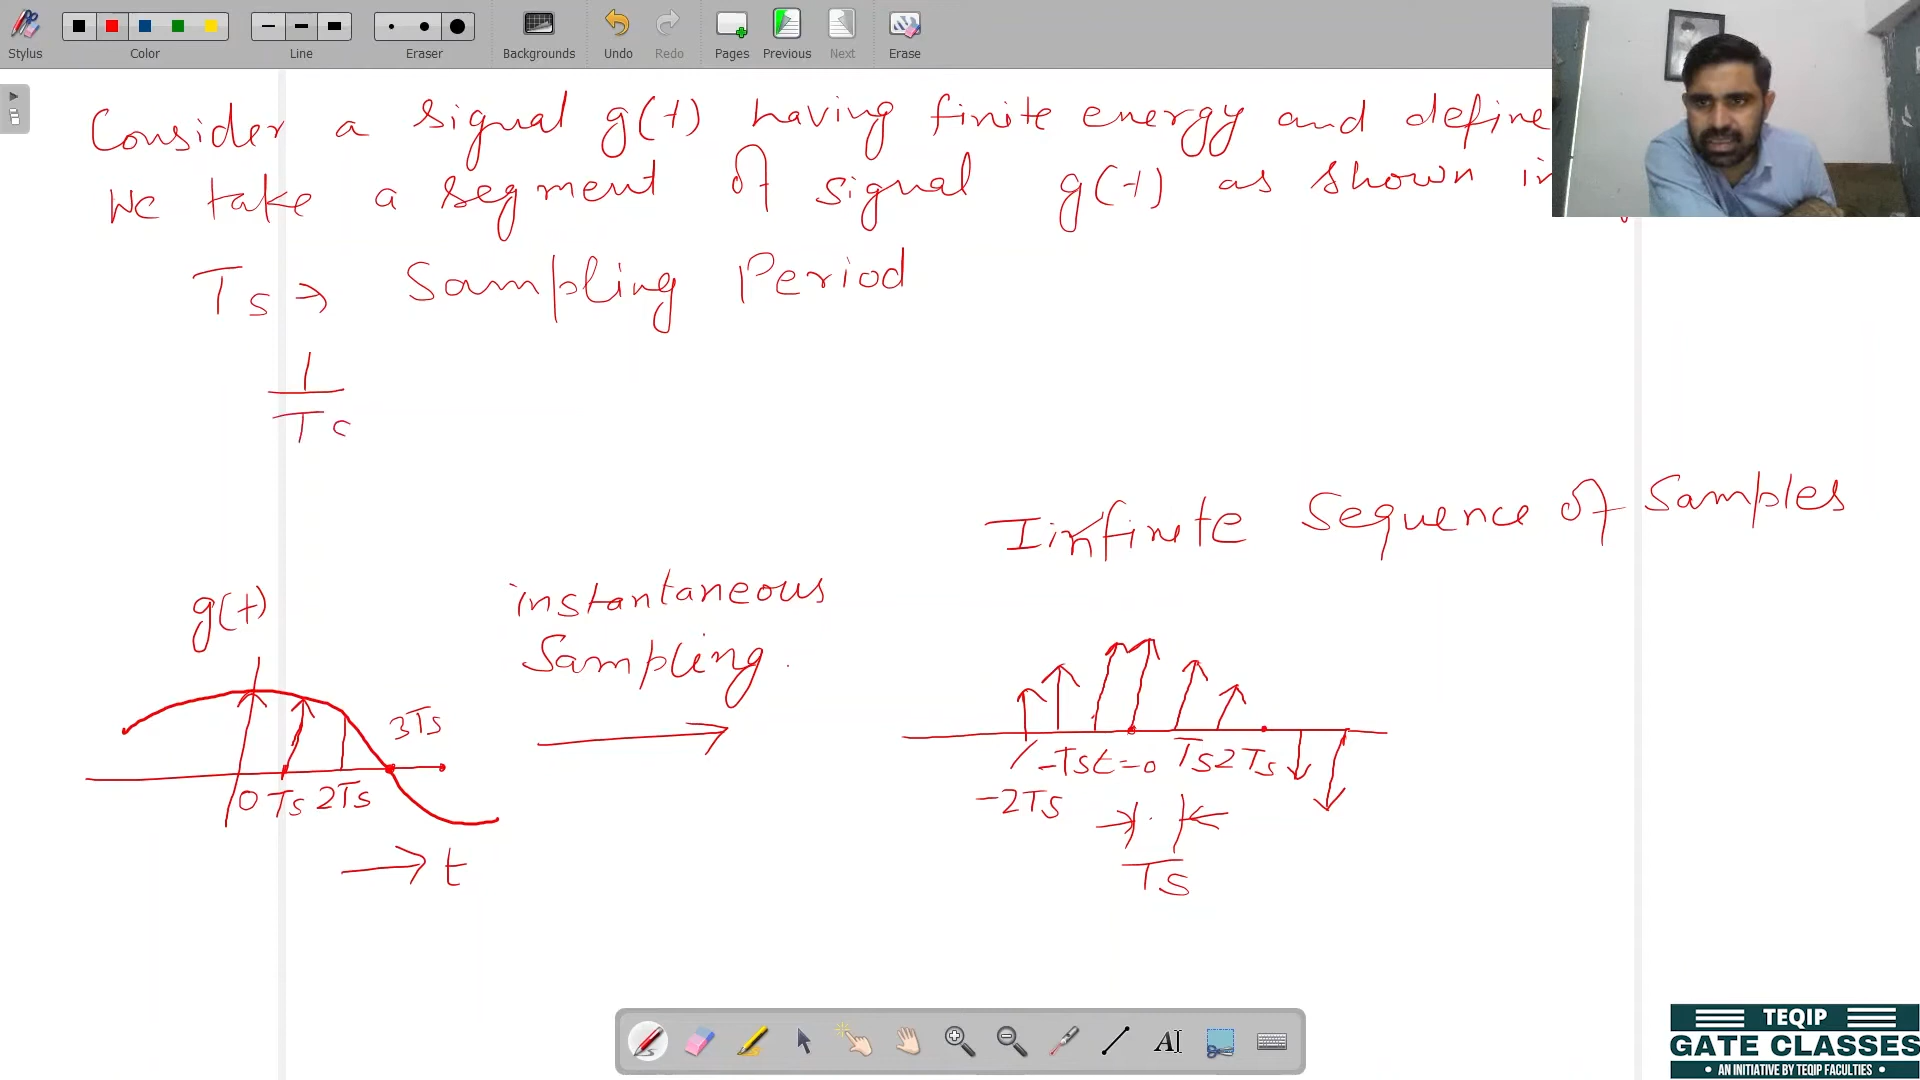 Stylus
Color
Line
Eraser
Backgrounds
Undo
Redo
Pages
Previous
Next
Erase
Consider a signal g(t) having finite energy and define
We take a segment of signal g(t) as shown in
Ts → Sampling Period
1
Infinite Sequence of Samples
g(t)
instantaneous
Sampling.
3Ts
0 Ts 2Ts
→ t
-Ts t=0 Ts 2Ts
-2Ts
Ts
TEQIP
GATE CLASSES
• AN INITIATIVE BY TEQIP FACULTIES •